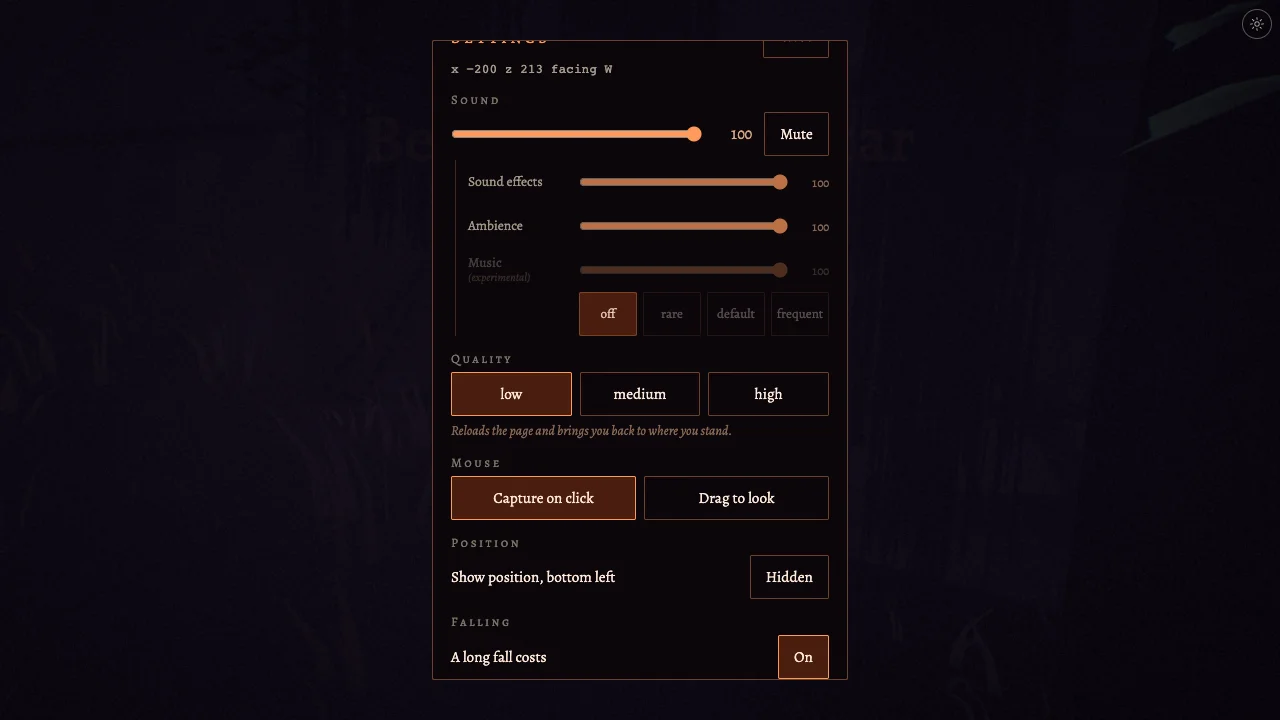 SETTINGS
x −200 z 213 facing W
SOUND
100 Mute
Sound effects 100
Ambience 100
Music 100
(experimental)
off rare default frequent
QUALITY
low medium high
Reloads the page and brings you back to where you stand.
MOUSE
Capture on click Drag to look
POSITION
Show position, bottom left Hidden
FALLING
A long fall costs On